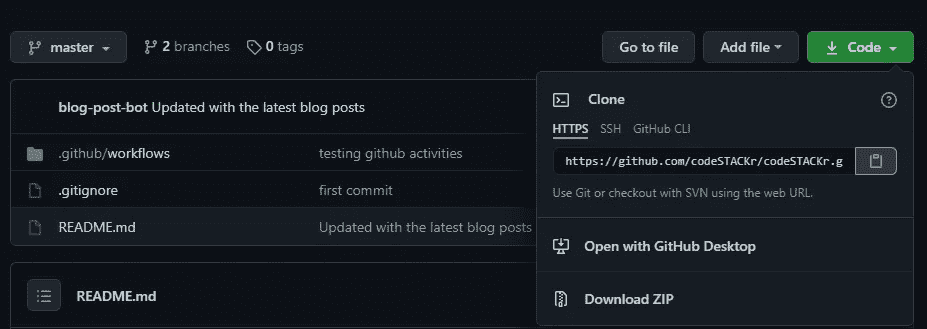 master
2 branches
0 tags
Go to file
Add file
Code
blog-post-bot Updated with the latest blog posts
.github/workflows testing github activities
.gitignore first commit
README.md Updated with the latest blog posts
README.md
Clone
HTTPS SSH GitHub CLI
https://github.com/codeSTACKr/codeSTACKr.g
Use Git or checkout with SVN using the web URL.
Open with GitHub Desktop
Download ZIP